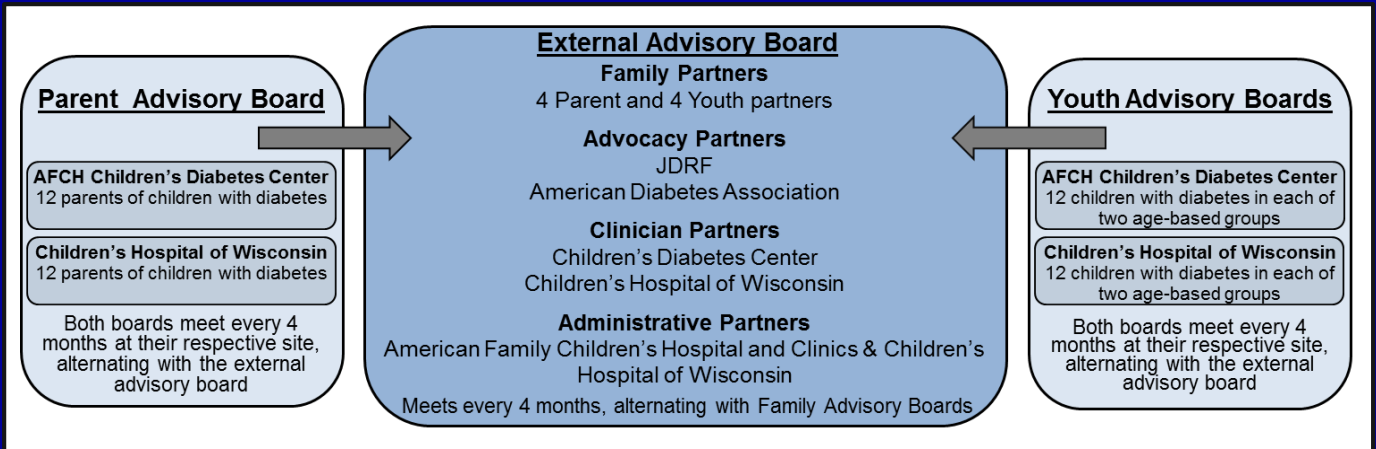 Parent Advisory Board
AFCH Children's Diabetes Center
12 parents of children with diabetes
Children's Hospital of Wisconsin
12 parents of children with diabetes
Both boards meet every 4
months at their respective site,
alternating with the external
advisory board
External Advisory Board
Family Partners
4 Parent and 4 Youth partners
Advocacy Partners
JDRF
American Diabetes Association
Clinician Partners
Children's Diabetes Center
Children's Hospital of Wisconsin
Administrative Partners
American Family Children's Hospital and Clinics & Children's
Hospital of Wisconsin
Meets every 4 months, alternating with Family Advisory Boards
Youth Advisory Boards
AFCH Children's Diabetes Center
12 children with diabetes in each of
two age-based groups
Children's Hospital of Wisconsin
12 children with diabetes in each of
two age-based groups
Both boards meet every 4
months at their respective site,
alternating with the external
advisory board